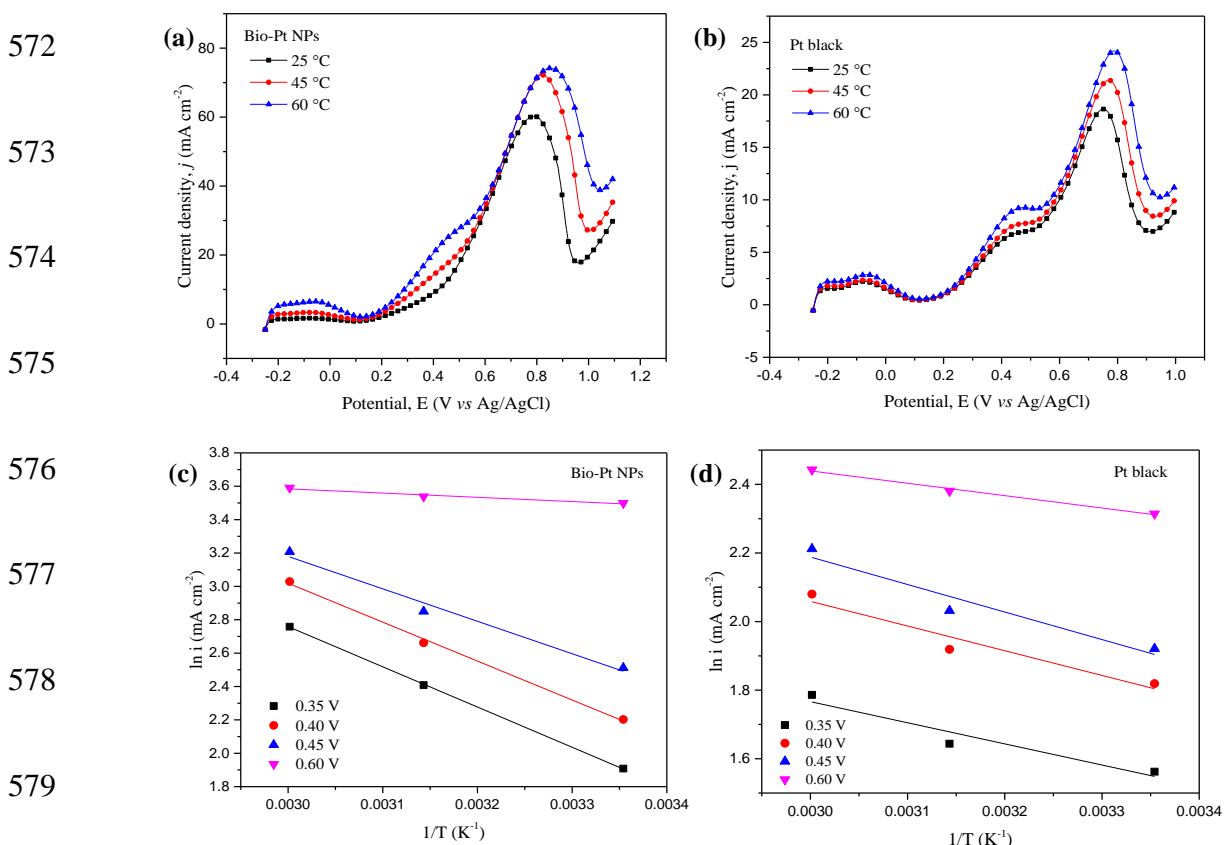 572
573
574
575
576
577
578
579
(a)
Bio-Pt NPs
25 °C
45 °C
60 °C
Current density, j (mA cm-2)
80
60
40
20
0
-0.4 -0.2 0.0 0.2 0.4 0.6 0.8 1.0 1.2
Potential, E (V vs Ag/AgCl)
(b)
Pt black
25 °C
45 °C
60 °C
Current density, j (mA cm-2)
25
20
15
10
5
0
5
-0.4 -0.2 0.0 0.2 0.4 0.6 0.8 1.0
Potential, E (V vs Ag/AgCl)
(c)
Bio-Pt NPs
ln i (mA cm-2)
3.8
3.6
3.4
3.2
3.0
2.8
2.6
2.4
2.2
2.0
1.8
0.35 V
0.40 V
0.45 V
0.60 V
0.0030 0.0031 0.0032 0.0033 0.0034
1/T (K-1)
(d)
Pt black
ln i (mA cm-2)
2.4
2.2
2.0
1.8
1.6
0.35 V
0.40 V
0.45 V
0.60 V
0.0030 0.0031 0.0032 0.0033 0.0034
1/T (K-1)